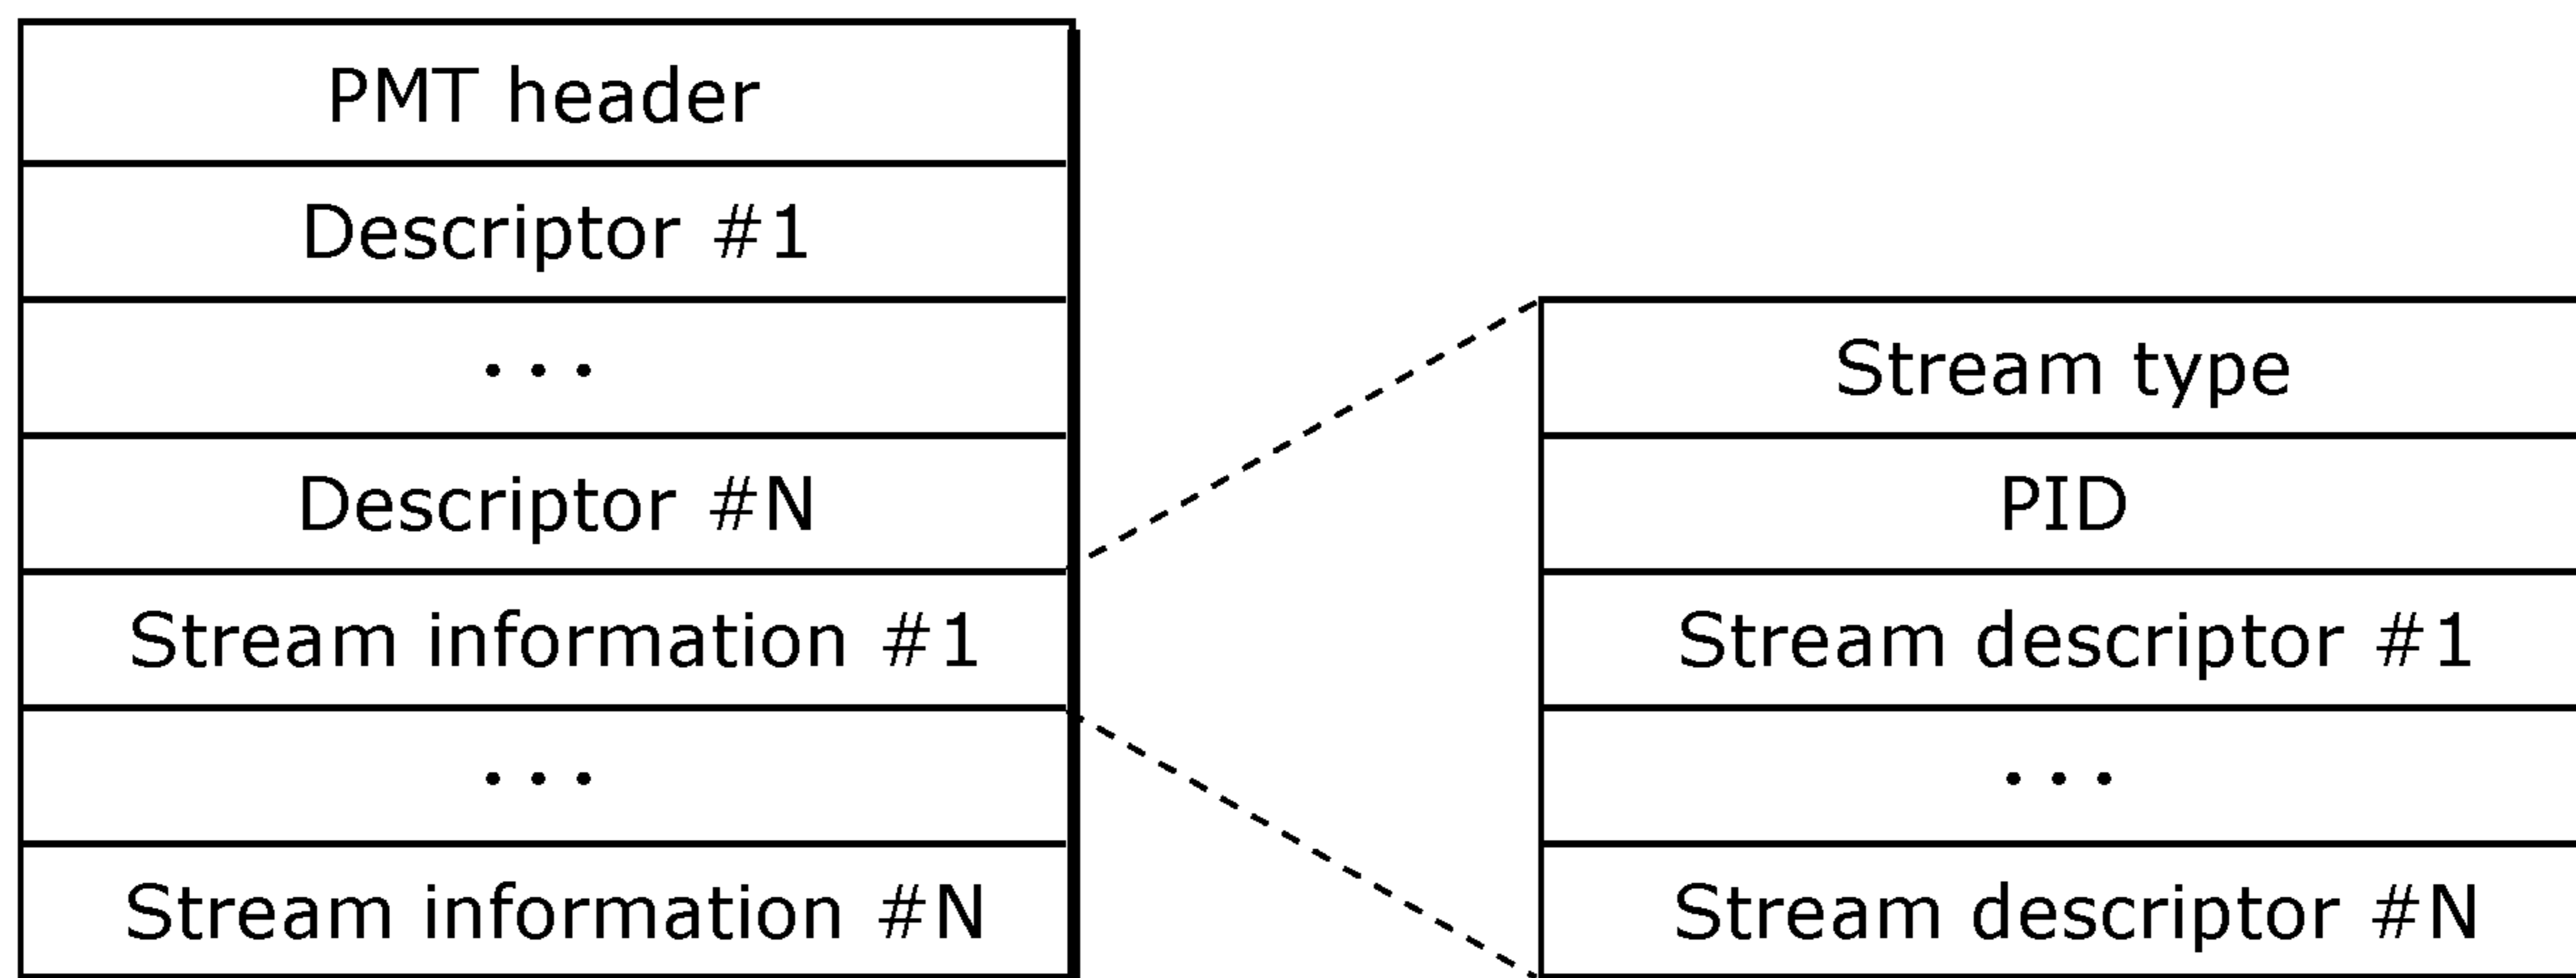 PMT header
Descriptor #1
...
Descriptor #N
Stream information #1
...
Stream information #N
Stream type
PID
Stream descriptor #1
...
Stream descriptor #N